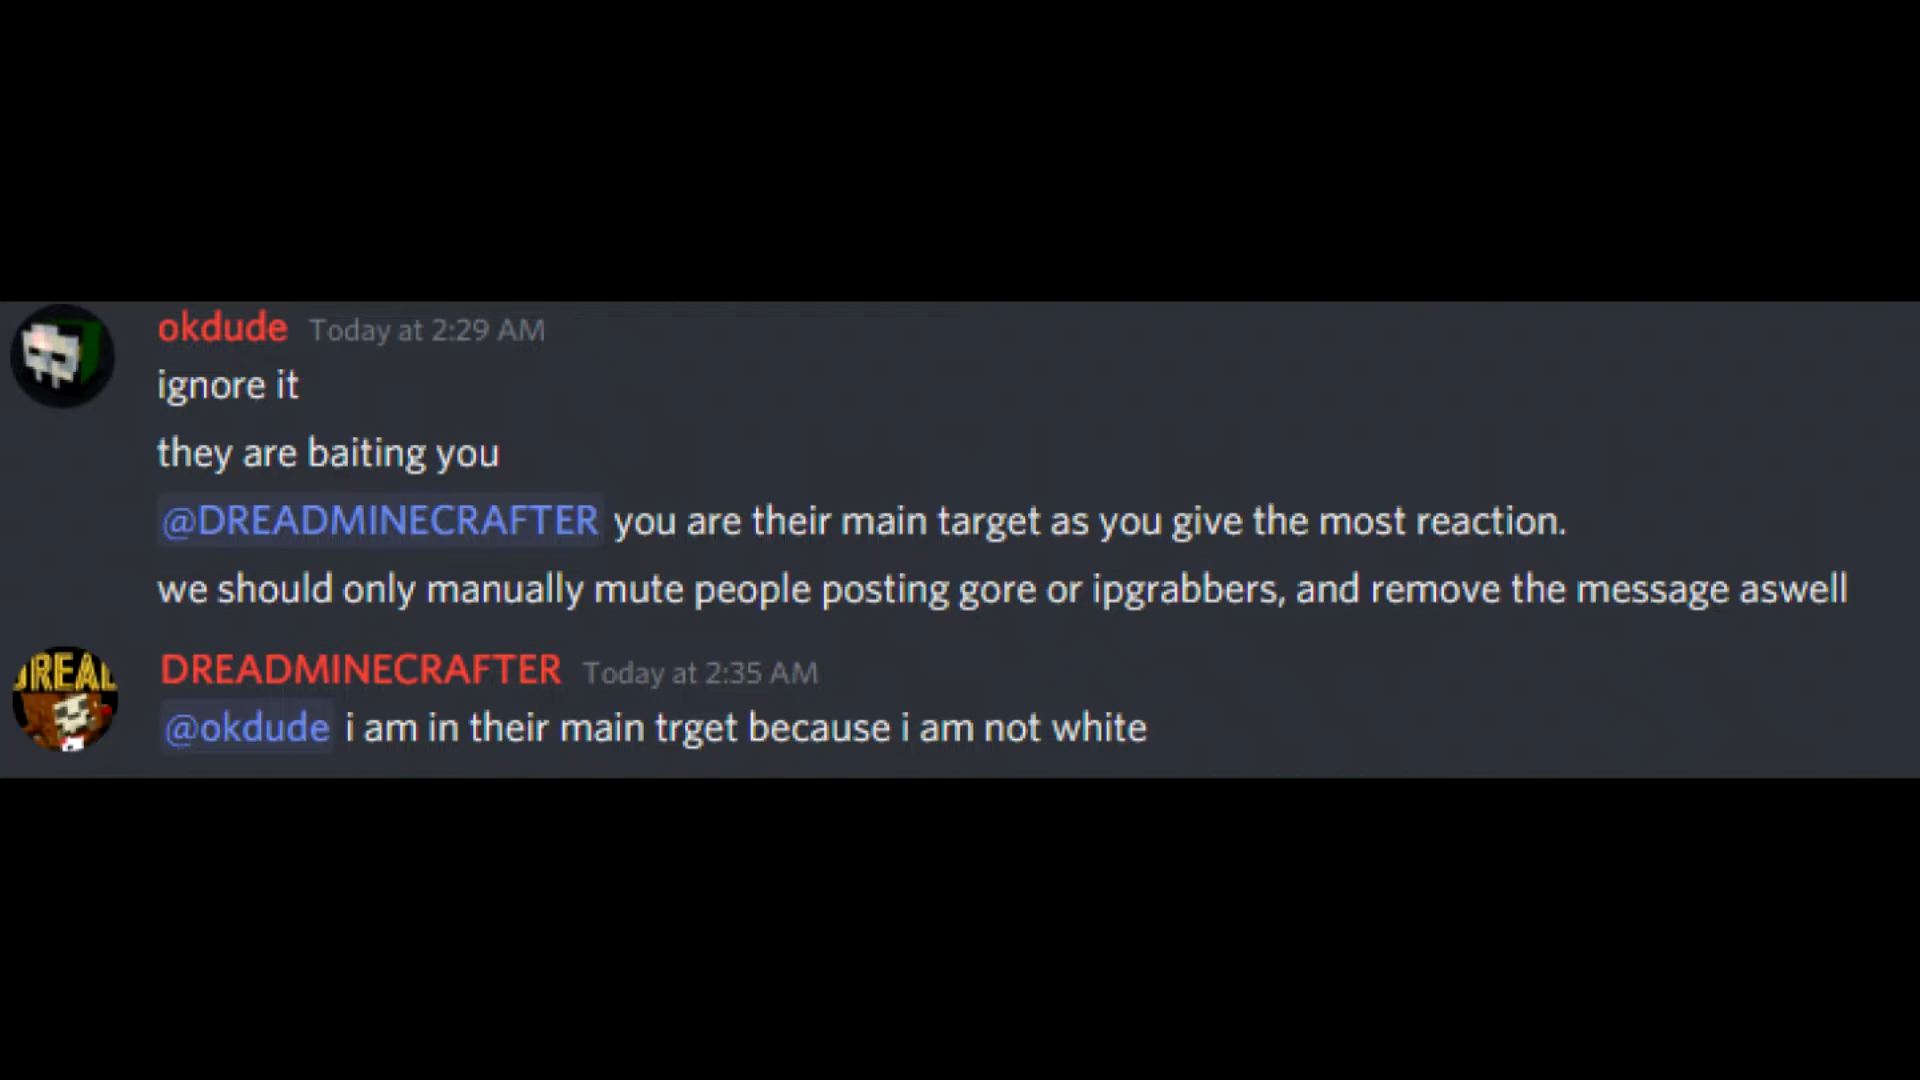 okdude Today at 2:29 AM
ignore it
they are baiting you
@DREADMINECRAFTER you are their main target as you give the most reaction.
we should only manually mute people posting gore or ipgrabbers, and remove the message aswell
DREADMINECRAFTER Today at 2:35 AM
@okdude i am in their main trget because i am not white